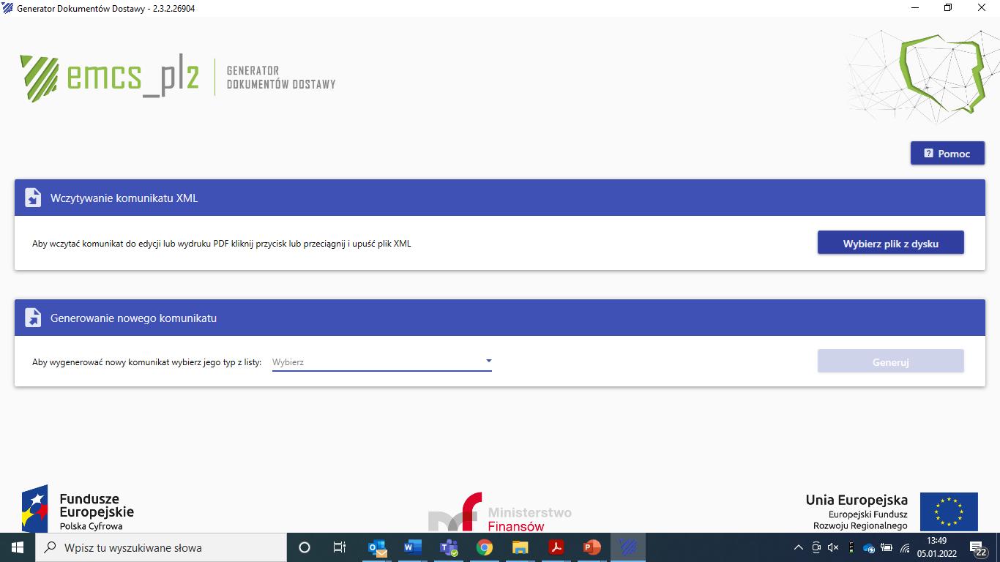 Generator Dokumentów Dostawy - 2.3.2.26904
emcs_pl2
GENERATOR
DOKUMENTÓW DOSTAWY
Pomoc
Wczytywanie komunikatu XML
Aby wczytać komunikat do edycji lub wydruku PDF kliknij przycisk lub przeciągnij i upuść plik XML
Wybierz plik z dysku
Generowanie nowego komunikatu
Aby wygenerować nowy komunikat wybierz jego typ z listy:
Wybierz
Generuj
Fundusze
Europejskie
Polska Cyfrowa
Ministerstwo
Finansów
Unia Europejska
Europejski Fundusz
Rozwoju Regionalnego
Wpisz tu wyszukiwane słowa
13:49
05.01.2022
22